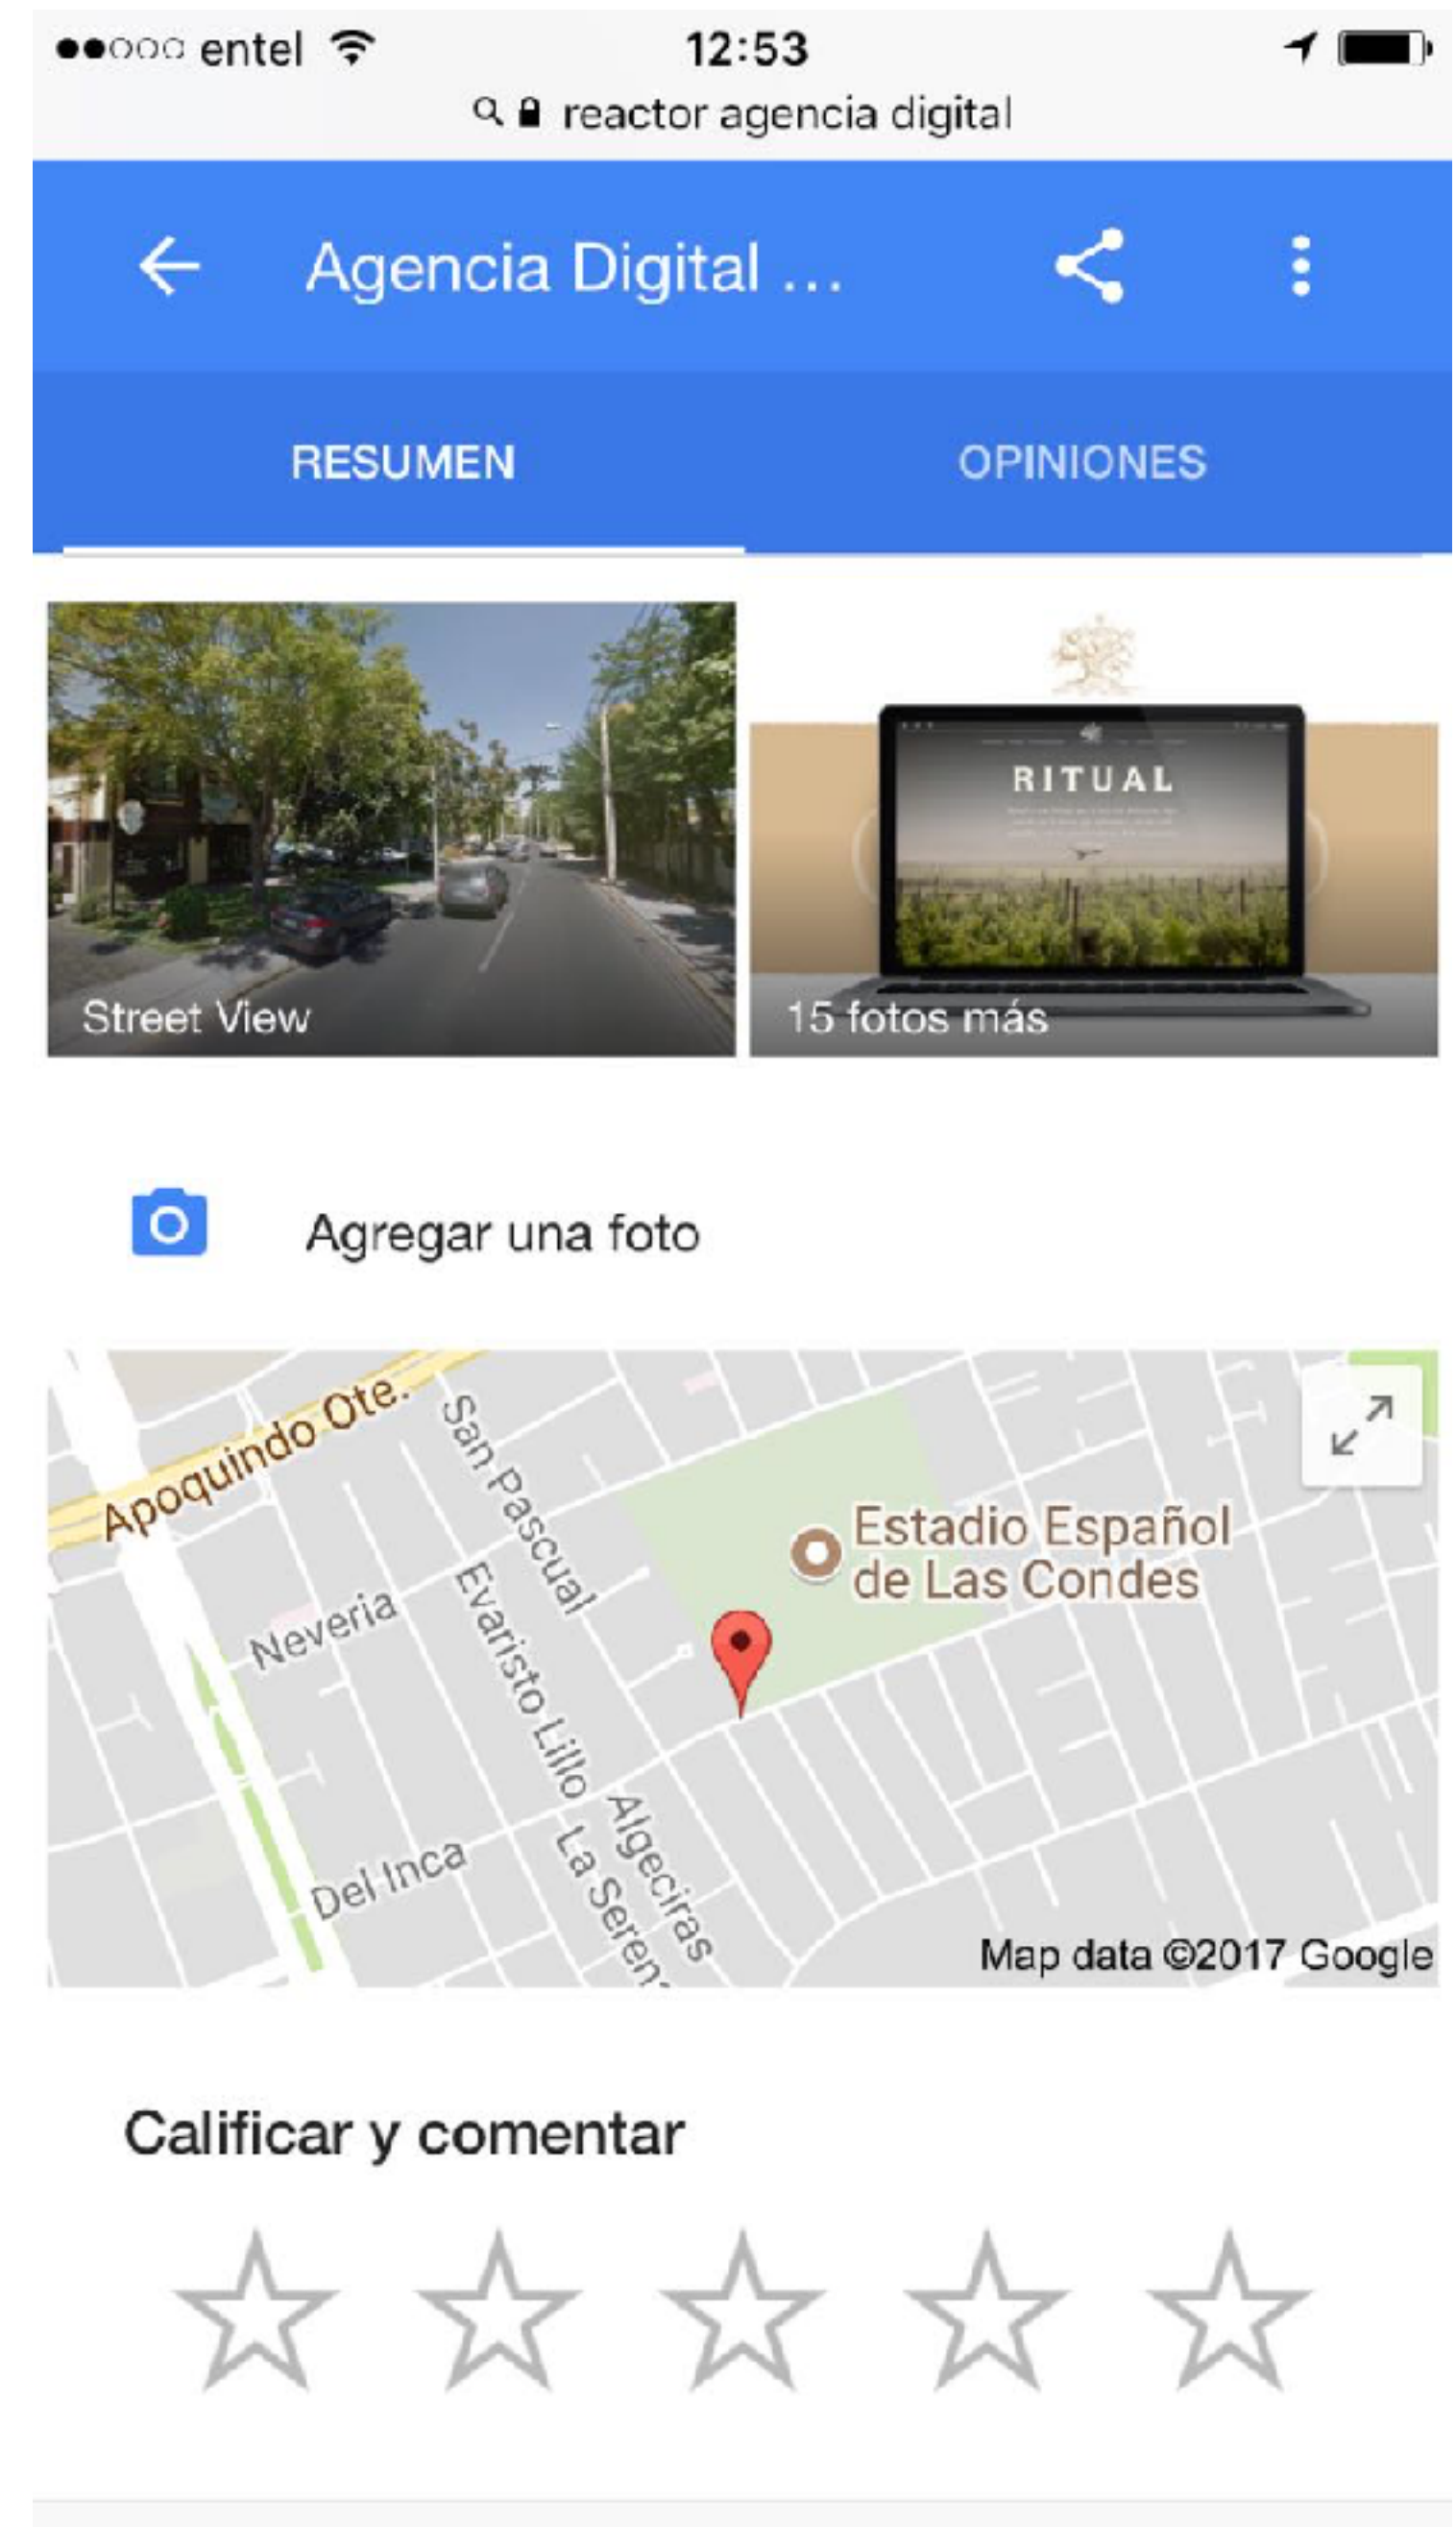 entel 12:53
reactor agencia digital
Agencia Digital ...
RESUMEN OPINIONES
RITUAL
Street View 15 fotos más
Agregar una foto
Apoquindo Ote.
San Pascual
Estadio Español
de Las Condes
Neveria
Evaristo Lillo
Algeciras
Del Inca
La Seren
Map data ©2017 Google
Calificar y comentar